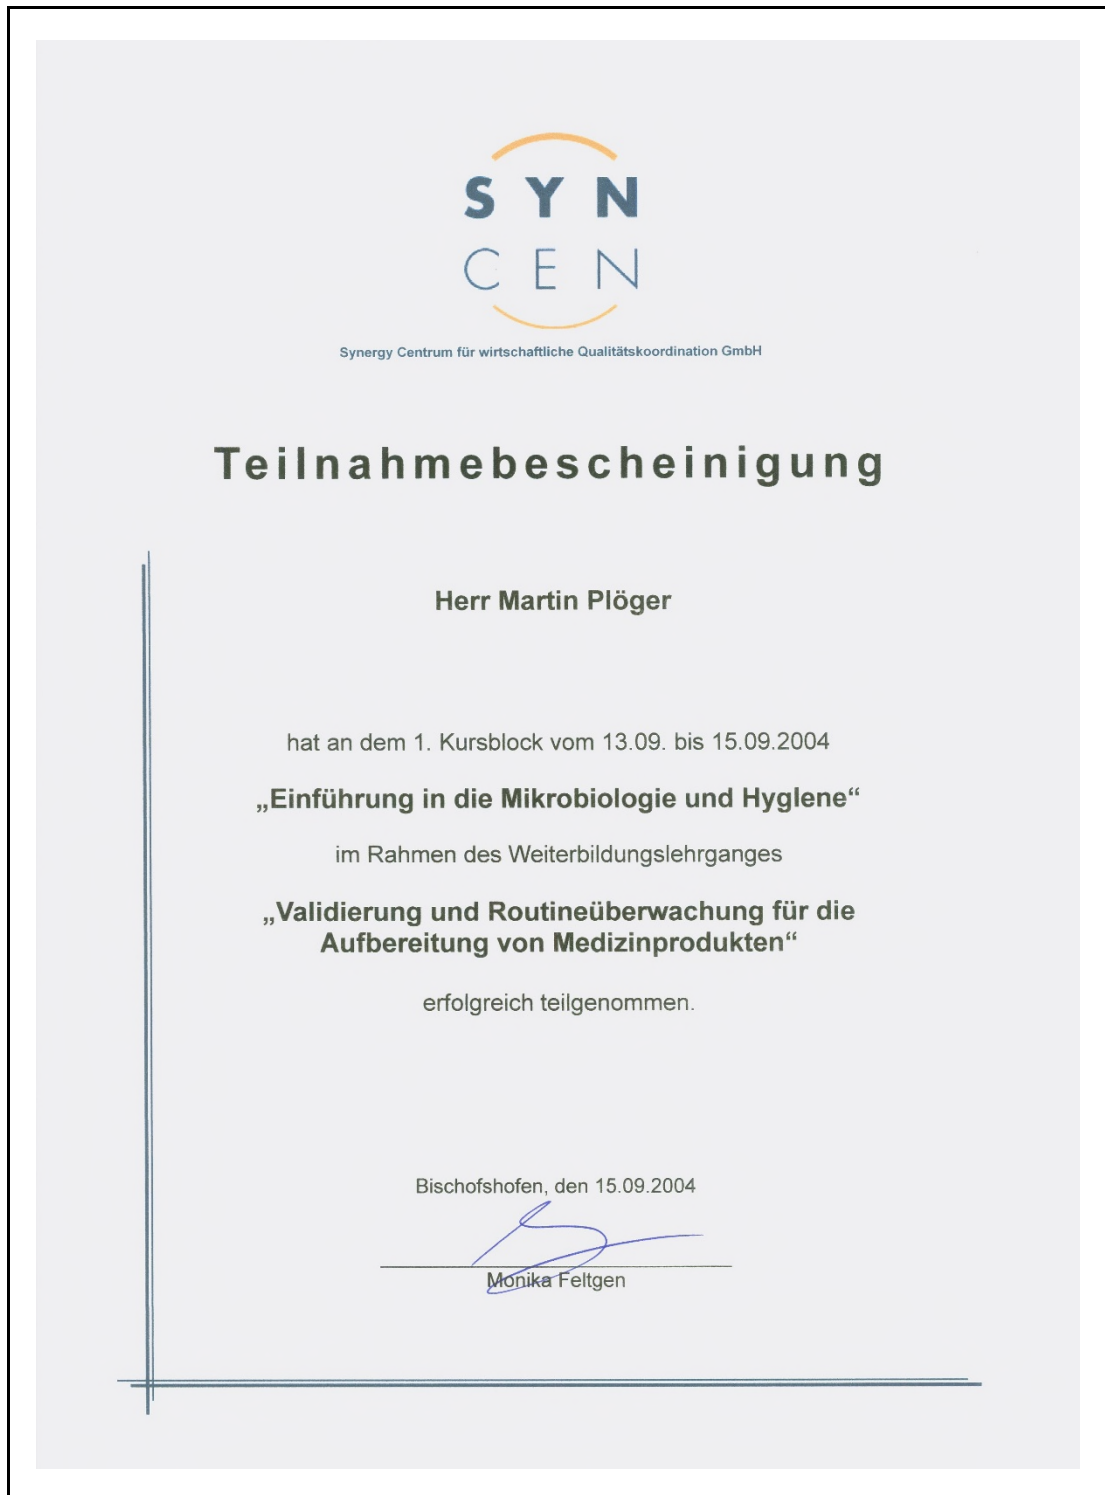 SYN
CEN
Synergy Centrum für wirtschaftliche Qualitätskoordination GmbH
Teilnahmebescheinigung
Herr Martin Plöger
hat an dem 1. Kursblock vom 13.09. bis 15.09.2004
„Einführung in die Mikrobiologie und Hyglene“
im Rahmen des Weiterbildungslehrganges
„Validierung und Routineüberwachung für die
Aufbereitung von Medizinprodukten“
erfolgreich teilgenommen.
Bischofshofen, den 15.09.2004
Monika Feltgen